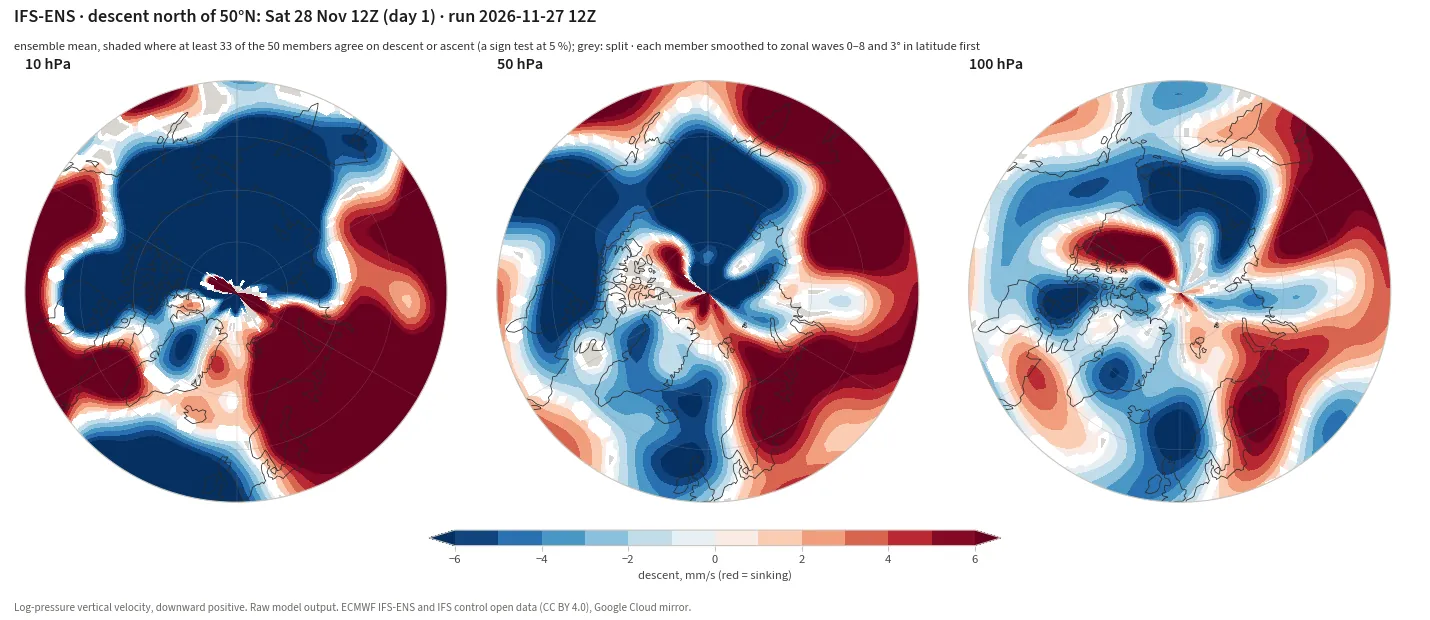 IFS-ENS · descent north of 50°N: Sat 28 Nov 12Z (day 1) · run 2026-11-27 12Z
ensemble mean, shaded where at least 33 of the 50 members agree on descent or ascent (a sign test at 5 %); grey: split · each member smoothed to zonal waves 0–8 and 3° in latitude first
10 hPa
50 hPa
100 hPa
−6 −4 −2 0 2 4 6
descent, mm/s (red = sinking)
Log-pressure vertical velocity, downward positive. Raw model output. ECMWF IFS-ENS and IFS control open data (CC BY 4.0), Google Cloud mirror.